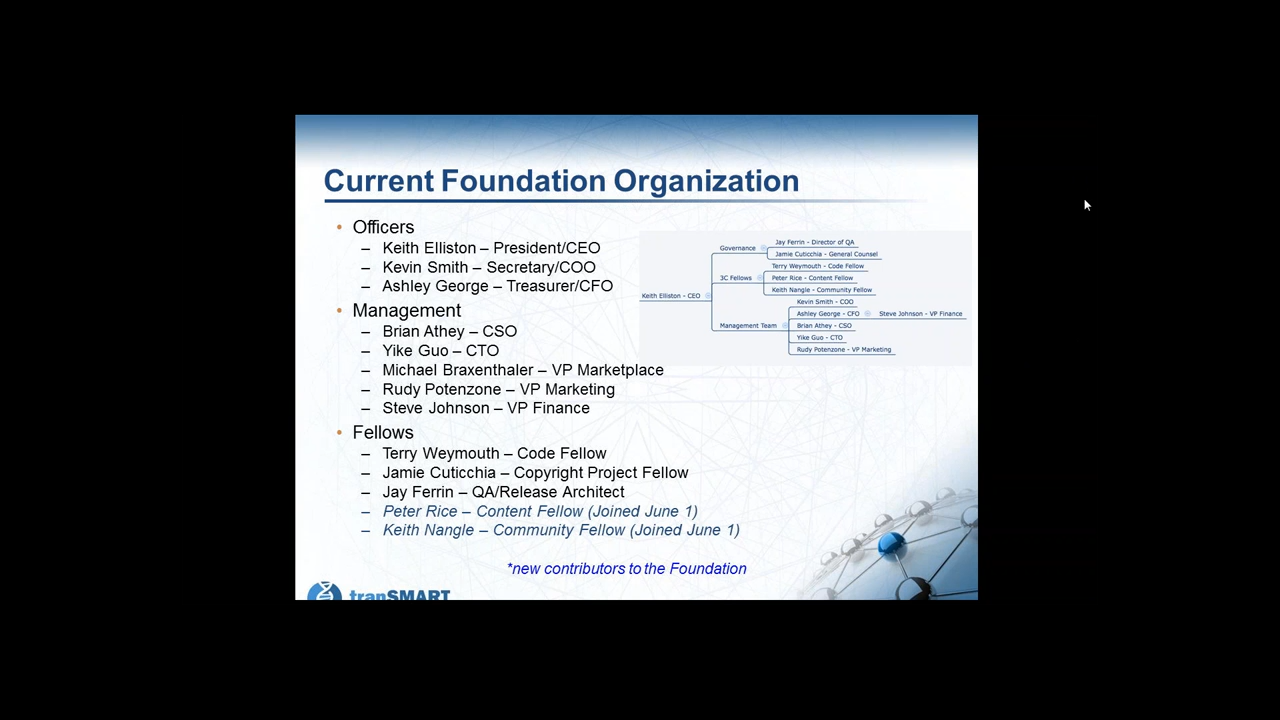 Current Foundation Organization
• Officers
– Keith Elliston – President/CEO
– Kevin Smith – Secretary/COO
– Ashley George – Treasurer/CFO
• Management
– Brian Athey – CSO
– Yike Guo – CTO
– Michael Braxenthaler – VP Marketplace
– Rudy Potenzone – VP Marketing
– Steve Johnson – VP Finance
• Fellows
– Terry Weymouth – Code Fellow
– Jamie Cuticchia – Copyright Project Fellow
– Jay Ferrin – QA/Release Architect
– Peter Rice – Content Fellow (Joined June 1)
– Keith Nangle – Community Fellow (Joined June 1)
*new contributors to the Foundation
Keith Elliston - CEO
Governance
Jay Ferrin - Director of QA
Jamie Cuticchia - General Counsel
3C Fellows
Terry Weymouth - Code Fellow
Peter Rice - Content Fellow
Keith Nangle - Community Fellow
Management Team
Kevin Smith - COO
Ashley George - CFO
Steve Johnson - VP Finance
Brian Athey - CSO
Yike Guo - CTO
Rudy Potenzone - VP Marketing
tranSMART